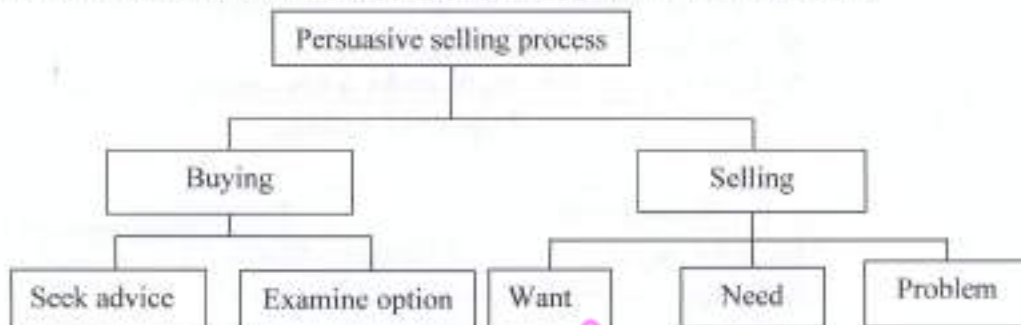 Persuasive selling process
Buying
Selling
Seek advice
Examine option
Want
Need
Problem